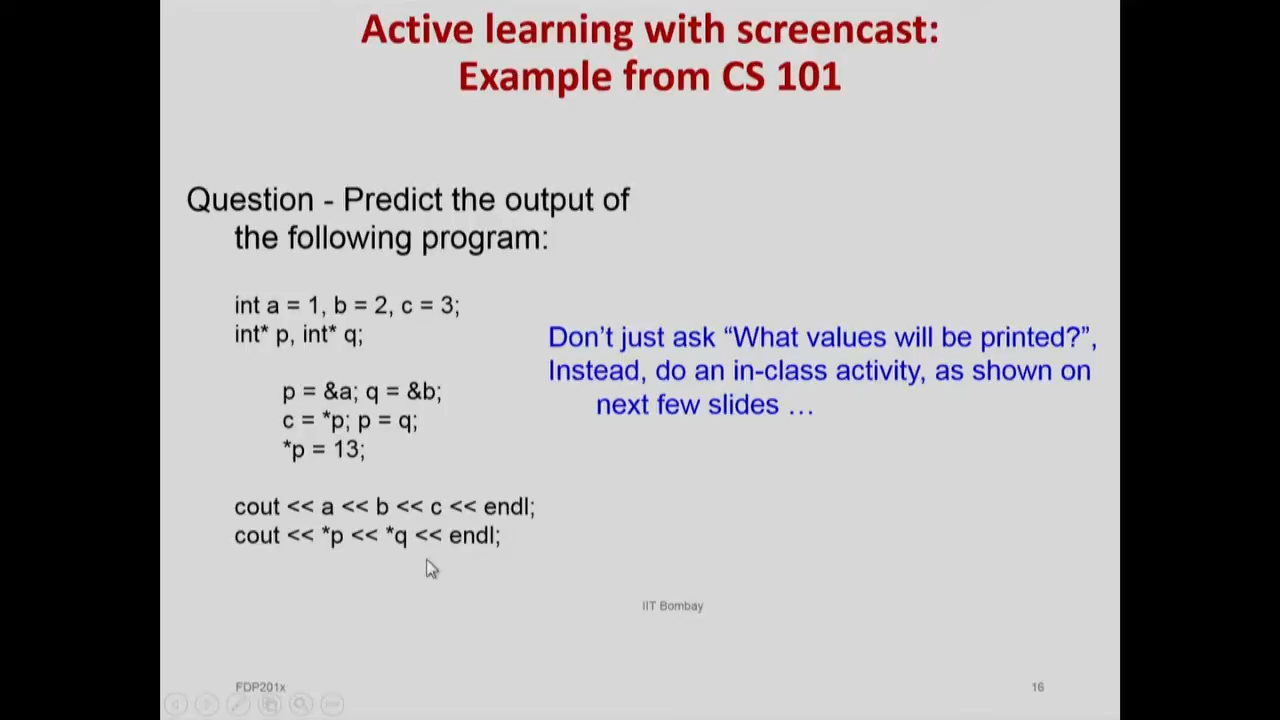 Active learning with screencast:
Example from CS 101
Question - Predict the output of
the following program:
int a = 1, b = 2, c = 3;
int* p, int* q;
p = &a; q = &b;
c = *p; p = q;
*p = 13;
cout << a << b << c << endl;
cout << *p << *q << endl;
Don’t just ask “What values will be printed?”,
Instead, do an in-class activity, as shown on
next few slides …
IIT Bombay
FDP201x
16